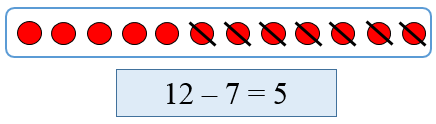 12 – 7 = 5